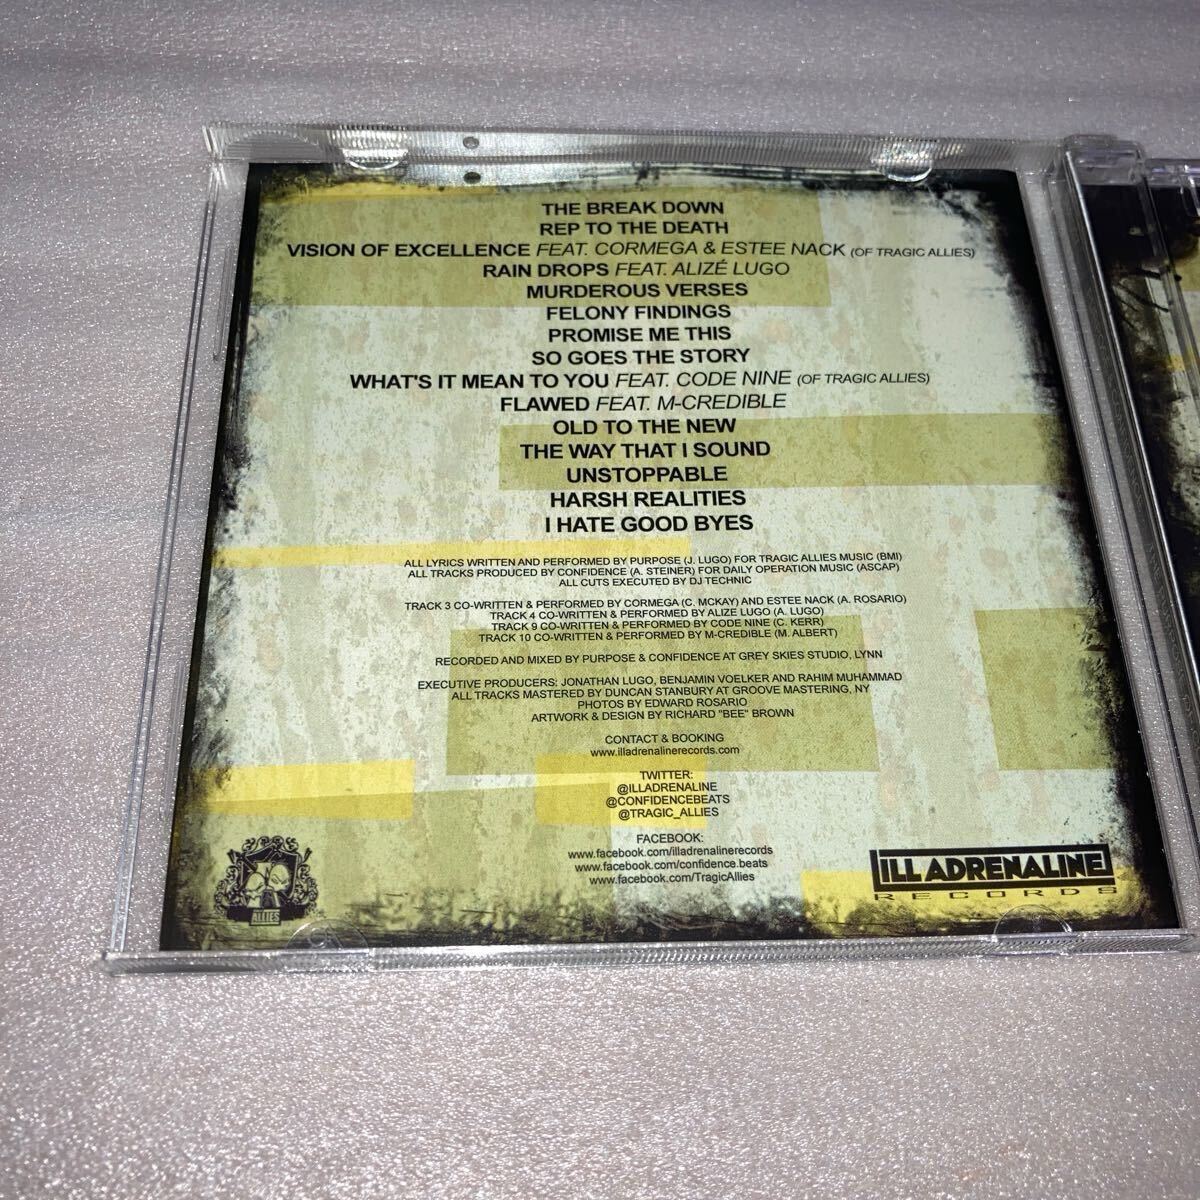 THE BREAK DOWN
REP TO THE DEATH
VISION OF EXCELLENCE FEAT. CORMEGA & ESTEE NACK (OF TRAGIC ALLIES)
RAIN DROPS FEAT. ALIZÉ LUGO
MURDEROUS VERSES
FELONY FINDINGS
PROMISE ME THIS
SO GOES THE STORY
WHAT'S IT MEAN TO YOU FEAT. CODE NINE (OF TRAGIC ALLIES)
FLAWED FEAT. M-CREDIBLE
OLD TO THE NEW
THE WAY THAT I SOUND
UNSTOPPABLE
HARSH REALITIES
I HATE GOOD BYES
ALL LYRICS WRITTEN AND PERFORMED BY PURPOSE (J. LUGO) FOR TRAGIC ALLIES MUSIC (BMI)
ALL TRACKS PRODUCED BY CONFIDENCE (A. STEINER) FOR DAILY OPERATION MUSIC (ASCAP)
ALL CUTS EXECUTED BY DJ TECHNIC
TRACK 3 CO-WRITTEN & PERFORMED BY CORMEGA (C. MCKAY) AND ESTEE NACK (A. ROSARIO)
TRACK 4 CO-WRITTEN & PERFORMED BY ALIZE LUGO (A. LUGO)
TRACK 9 CO-WRITTEN & PERFORMED BY CODE NINE (C. KERR)
TRACK 10 CO-WRITTEN & PERFORMED BY M-CREDIBLE (M. ALBERT)
RECORDED AND MIXED BY PURPOSE & CONFIDENCE AT GREY SKIES STUDIO, LYNN
EXECUTIVE PRODUCERS: JONATHAN LUGO, BENJAMIN VOELKER AND RAHIM MUHAMMAD
ALL TRACKS MASTERED BY DUNCAN STANBURY AT GROOVE MASTERING, NY
PHOTOS BY EDWARD ROSARIO
ARTWORK & DESIGN BY RICHARD "BEE" BROWN
CONTACT & BOOKING
www.illadrenalinerecords.com
TWITTER:
@ILLADRENALINE
@CONFIDENCEBEATS
@TRAGIC_ALLIES
FACEBOOK:
www.facebook.com/illadrenalinerecords
www.facebook.com/confidence.beats
www.facebook.com/TragicAllies
ALLIES
ILL ADRENALINE
RECORDS